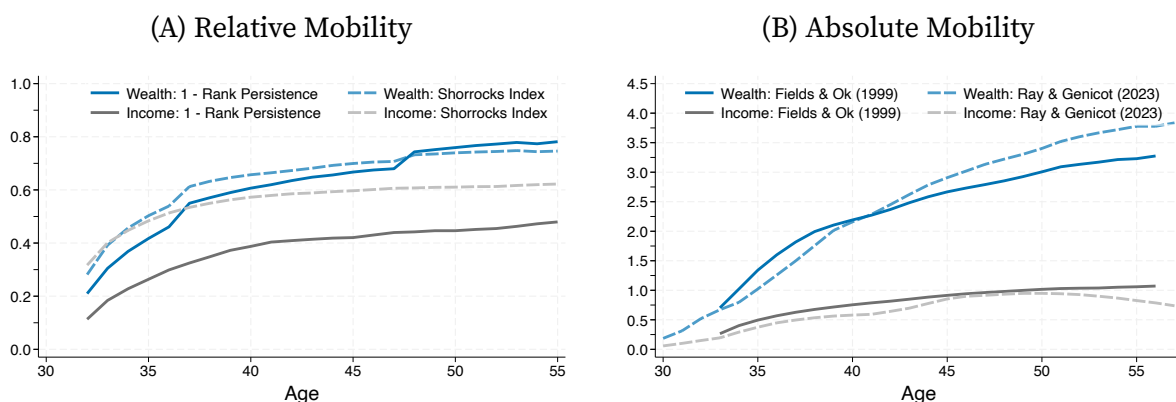 (A) Relative Mobility
1.0
0.8
0.6
0.4
0.2
0.0
Wealth: 1 - Rank Persistence
Wealth: Shorrocks Index
Income: 1 - Rank Persistence
Income: Shorrocks Index
30 35 40 45 50 55
Age
(B) Absolute Mobility
4.5
4.0
3.5
3.0
2.5
2.0
1.5
1.0
0.5
0.0
Wealth: Fields & Ok (1999)
Wealth: Ray & Genicot (2023)
Income: Fields & Ok (1999)
Income: Ray & Genicot (2023)
30 35 40 45 50 55
Age